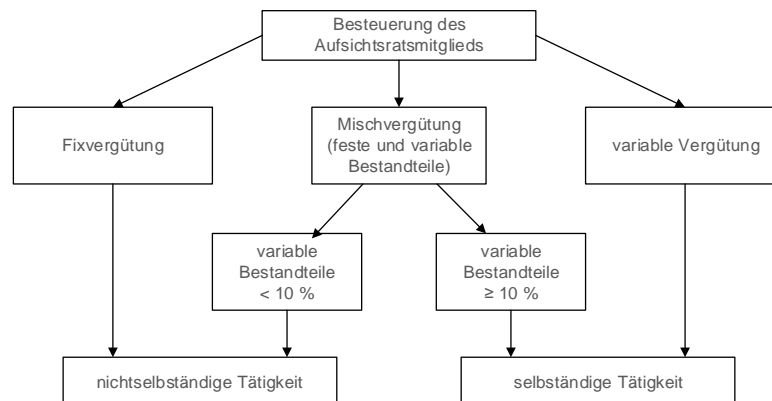 Besteuerung des
Aufsichtsratsmitglieds
Fixvergütung
Mischvergütung
(feste und variable
Bestandteile)
variable Vergütung
variable
Bestandteile
< 10 %
variable
Bestandteile
≥ 10 %
nichtselbständige Tätigkeit
selbständige Tätigkeit